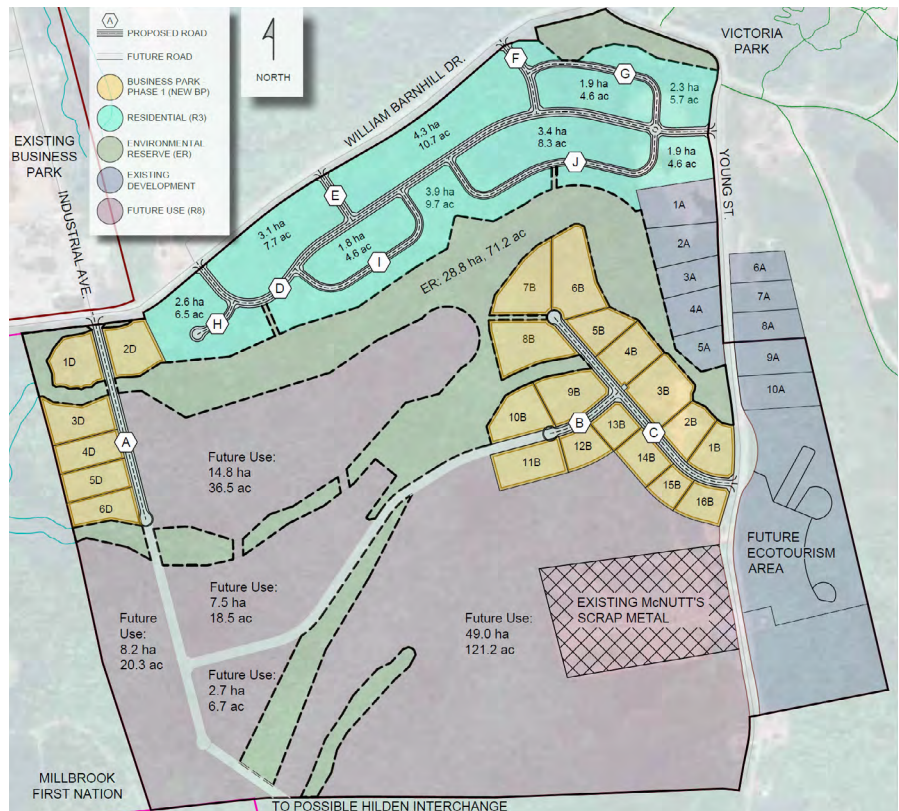 A
PROPOSED ROAD
FUTURE ROAD
BUSINESS PARK
PHASE 1 (NEW BP)
RESIDENTIAL (R3)
ENVIRONMENTAL
RESERVE (ER)
EXISTING
DEVELOPMENT
FUTURE USE (R8)
NORTH
VICTORIA
PARK
WILLIAM BARNHILL DR.
EXISTING
BUSINESS
PARK
INDUSTRIAL AVE.
YOUNG ST.
F
G
1.9 ha
4.6 ac
2.3 ha
5.7 ac
4.3 ha
10.7 ac
3.4 ha
8.3 ac
1.9 ha
4.6 ac
J
E
3.9 ha
9.7 ac
3.1 ha
7.7 ac
1.8 ha
4.6 ac
I
D
2.6 ha
6.5 ac
H
ER: 28.8 ha, 71.2 ac
1A
2A
3A
4A
5A
6A
7A
8A
9A
10A
1D
2D
3D
4D
5D
6D
A
7B
6B
8B
5B
4B
3B
9B
10B
B
C
2B
1B
11B
12B
13B
14B
15B
16B
Future Use:
14.8 ha
36.5 ac
Future Use:
7.5 ha
18.5 ac
Future
Use:
8.2 ha
20.3 ac
Future Use:
2.7 ha
6.7 ac
Future Use:
49.0 ha
121.2 ac
EXISTING McNUTT'S
SCRAP METAL
FUTURE
ECOTOURISM
AREA
MILLBROOK
FIRST NATION
TO POSSIBLE HILDEN INTERCHANGE